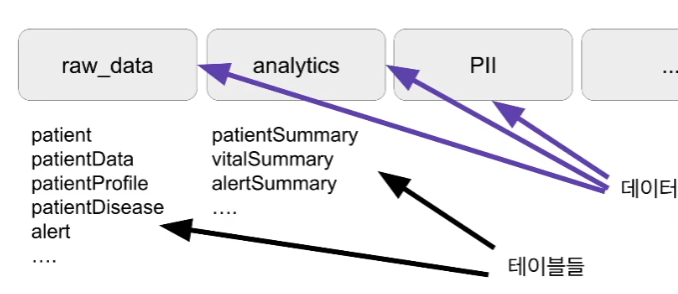 raw_data
analytics
PII
...
patient
patientData
patientProfile
patientDisease
alert
....
patientSummary
vitalSummary
alertSummary
....
데이터
테이블들